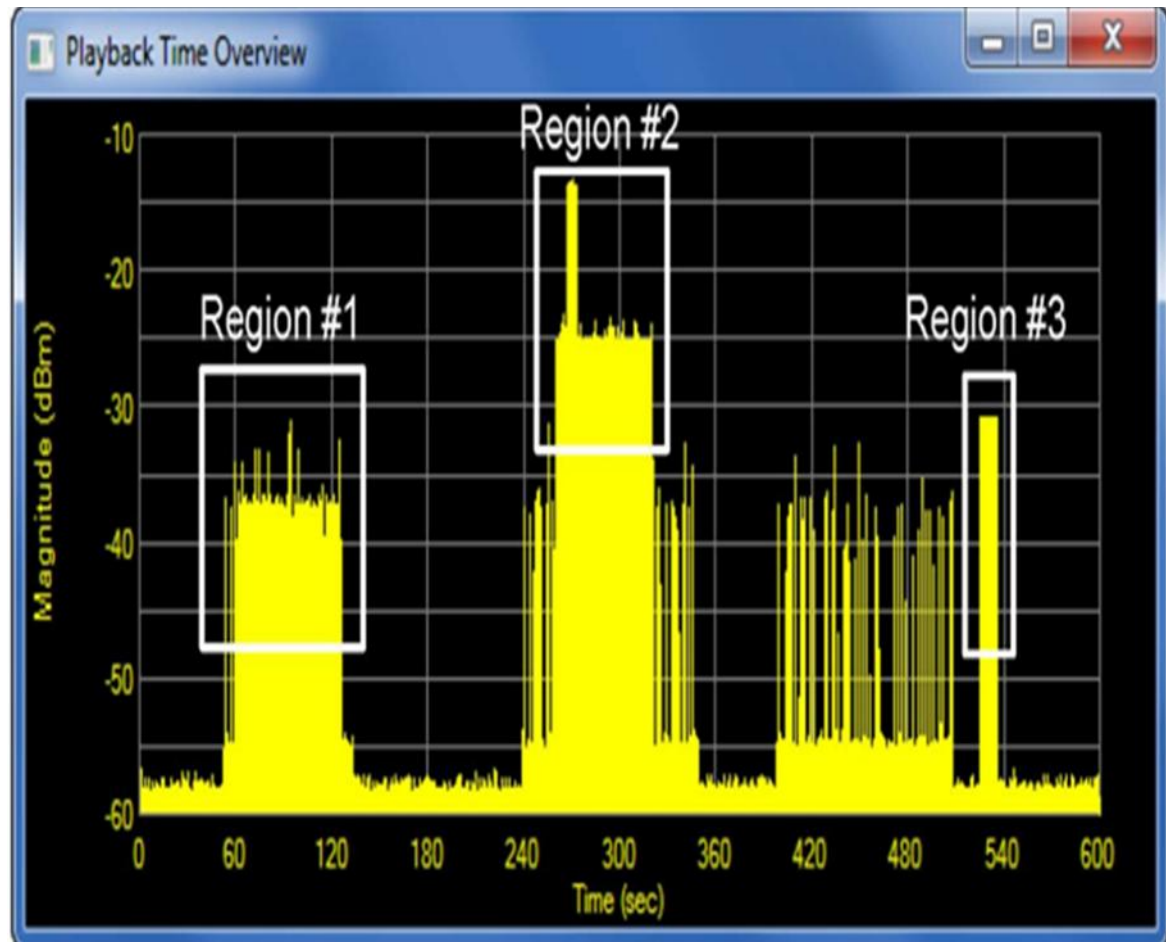 Playback Time Overview
X
Region #2
-10
-20
Region #1
Region #3
-30
-40
-50
-60
Magnitude (dBm)
0 60 120 180 240 300 360 420 480 540 600
Time (sec)